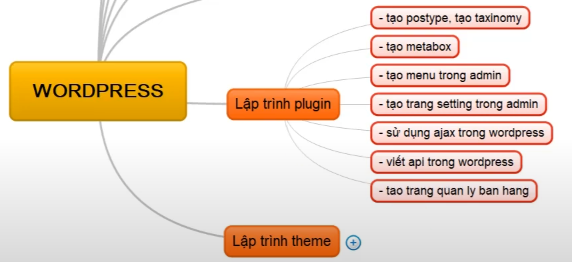 WORDPRESS
Lập trình plugin
- tạo postype, tạo taxinomy
- tạo metabox
- tạo menu trong admin
- tạo trang setting trong admin
- sử dụng ajax trong wordpress
- viết api trong wordpress
- tao trang quan ly ban hang
Lập trình theme